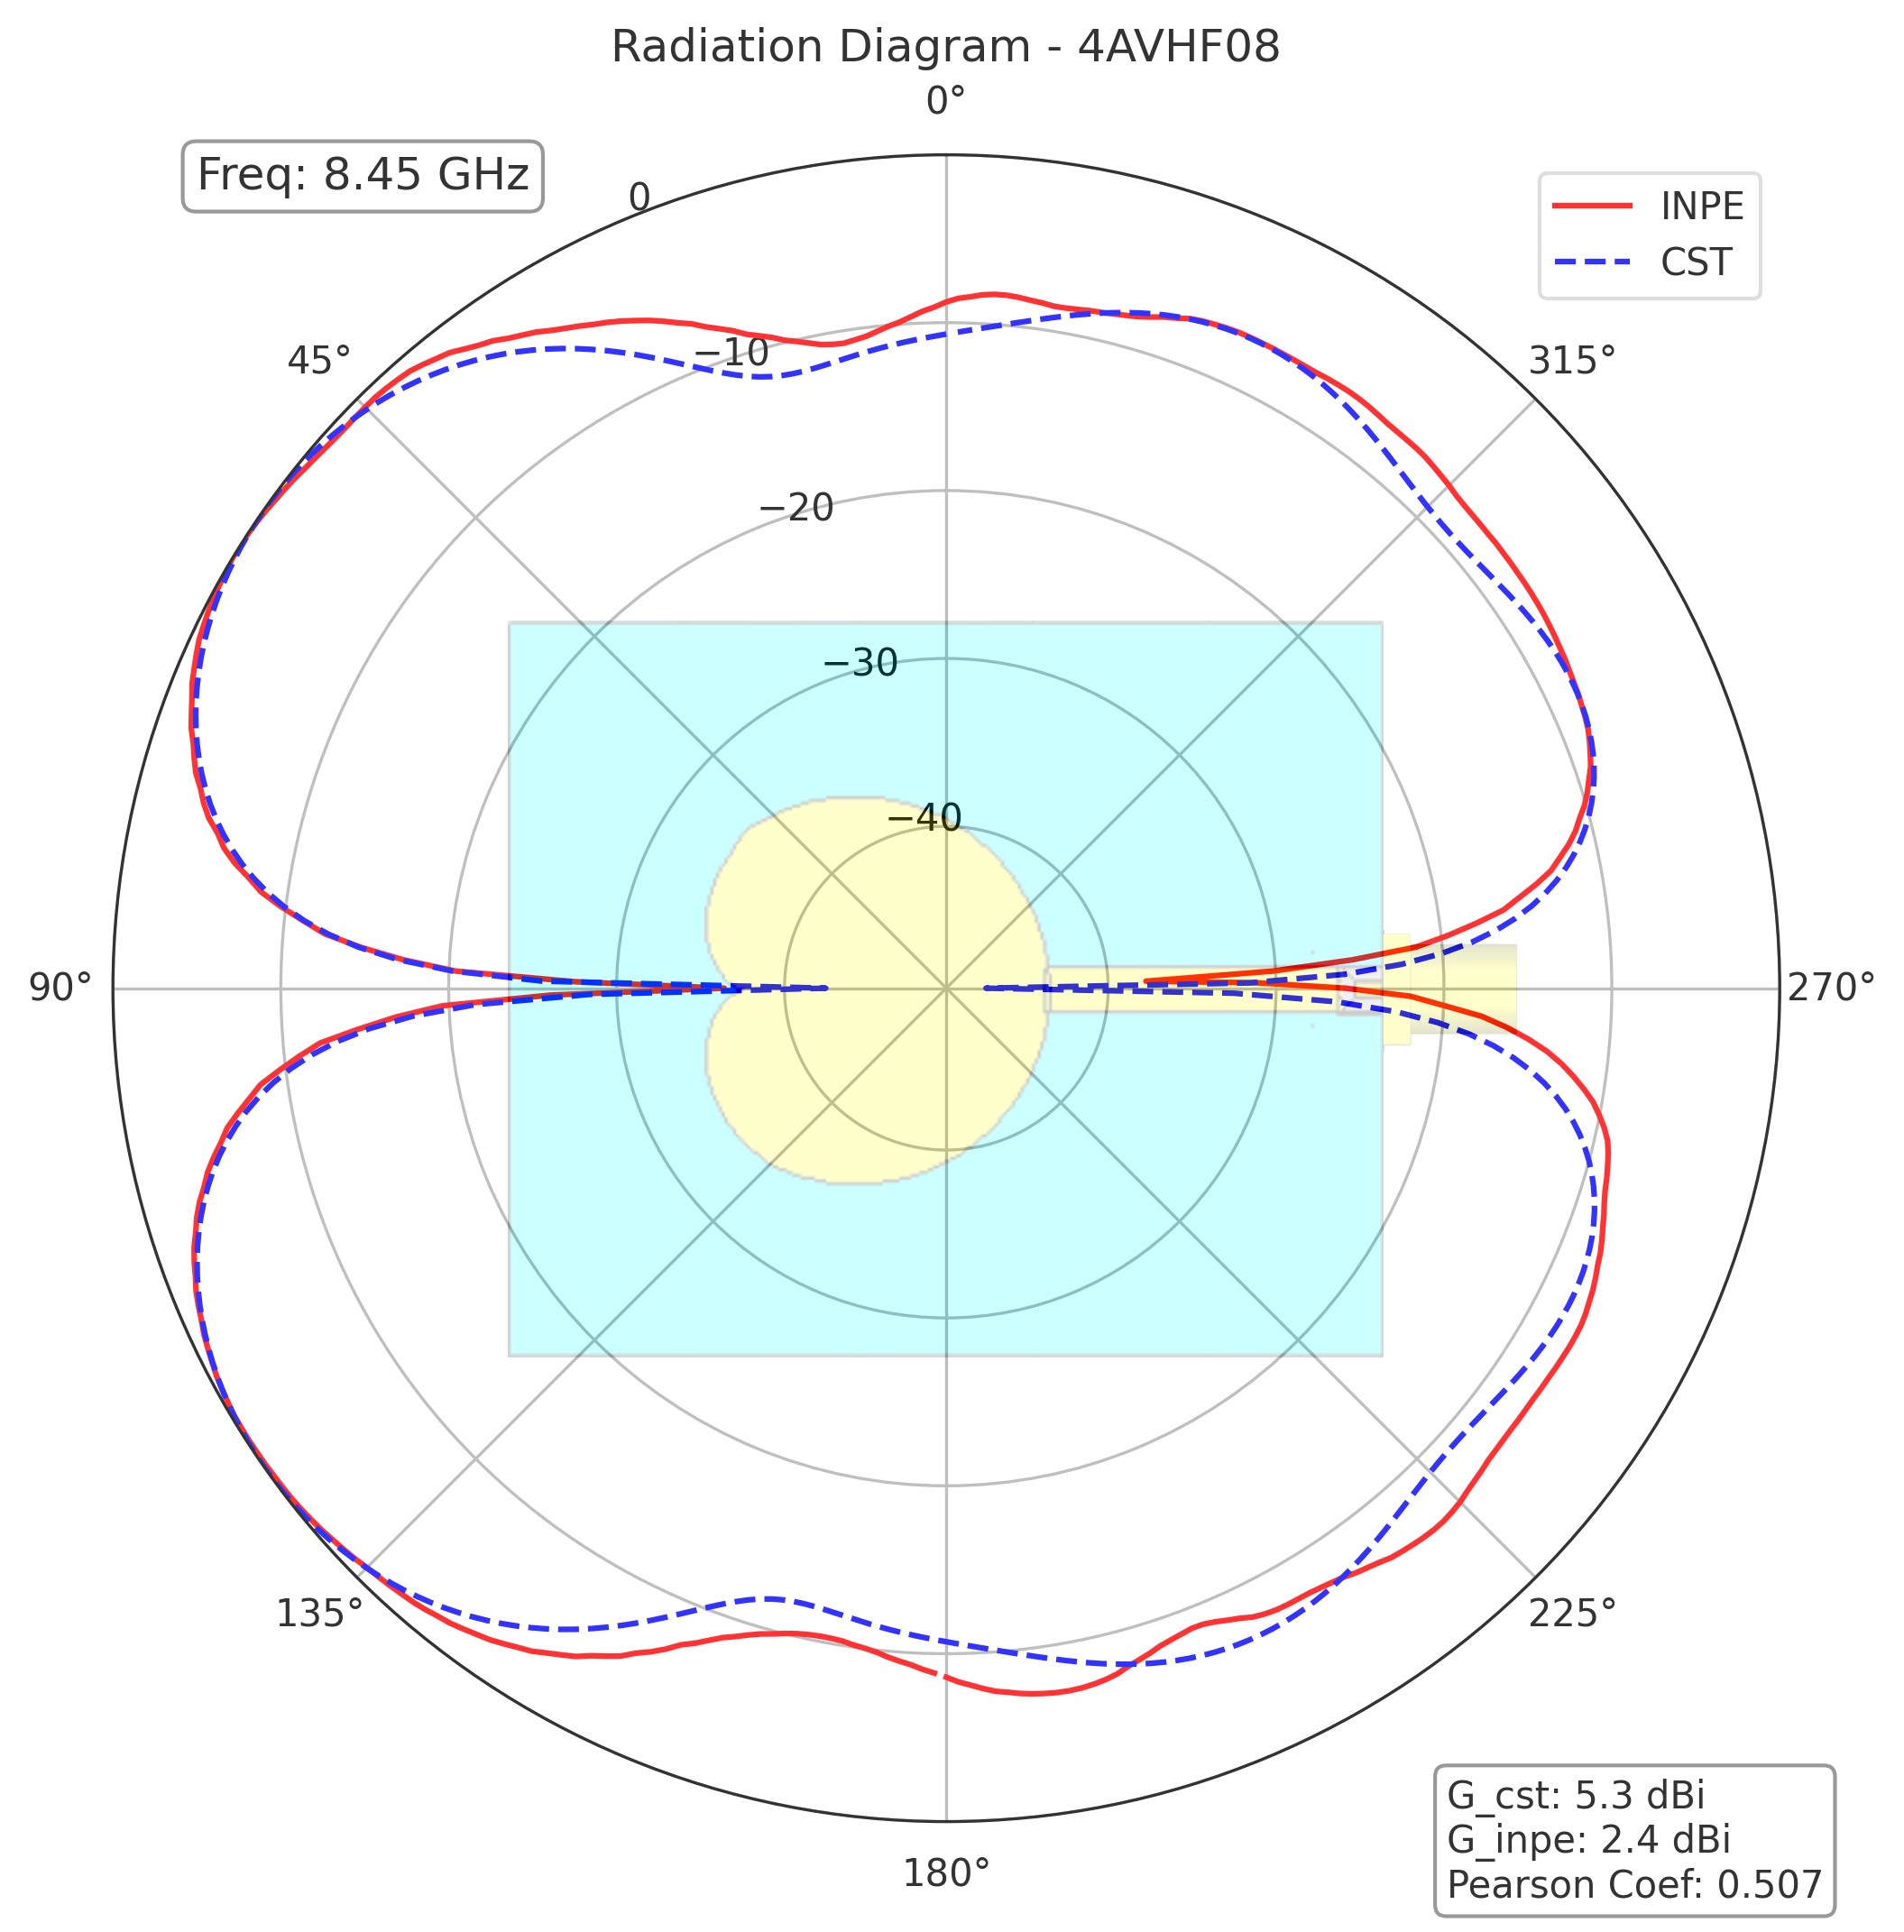 Radiation Diagram - 4AVHF08
0°
Freq: 8.45 GHz
0
INPE
CST
45°
−10
315°
−20
−30
−40
90°
270°
135°
225°
180°
G_cst: 5.3 dBi
G_inpe: 2.4 dBi
Pearson Coef: 0.507